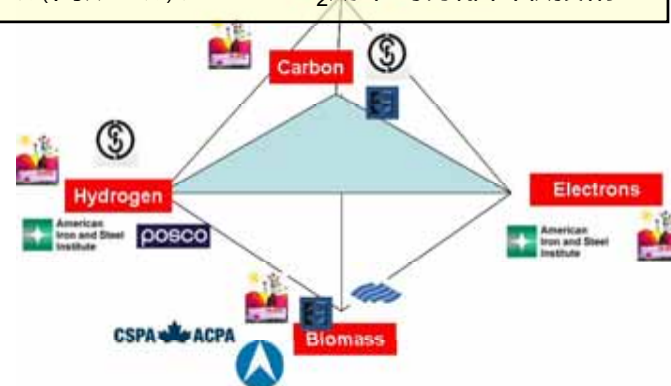 Carbon
Hydrogen
Electrons
American
Iron and Steel
Institute
posco
American
Iron and Steel
Institute
CSPA ACPA
Biomass